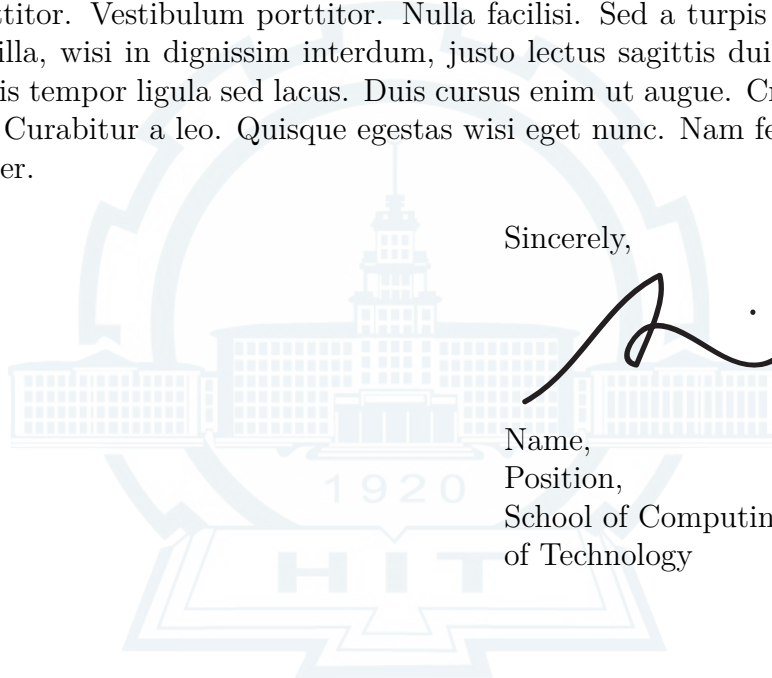 ttitor. Vestibulum porttitor. Nulla facilisi. Sed a turpis
illa, wisi in dignissim interdum, justo lectus sagittis dui
is tempor ligula sed lacus. Duis cursus enim ut augue. Cr
Curabitur a leo. Quisque egestas wisi eget nunc. Nam fe
er.
Sincerely,
Name,
Position,
1920
School of Computin
of Technology
HIT